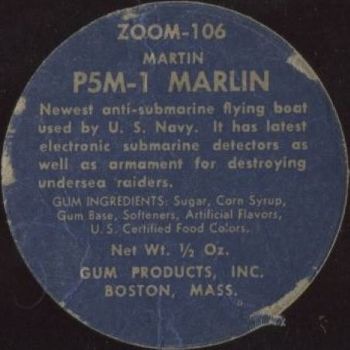 ZOOM-106
MARTIN
P5M-1 MARLIN
Newest anti-submarine flying boat
used by U. S. Navy. It has latest
electronic submarine detectors as
well as armament for destroying
undersea raiders.
GUM INGREDIENTS: Sugar, Corn Syrup,
Gum Base, Softeners, Artificial Flavors,
U. S. Certified Food Colors.
Net Wt. ½ Oz.
GUM PRODUCTS, INC.
BOSTON, MASS.